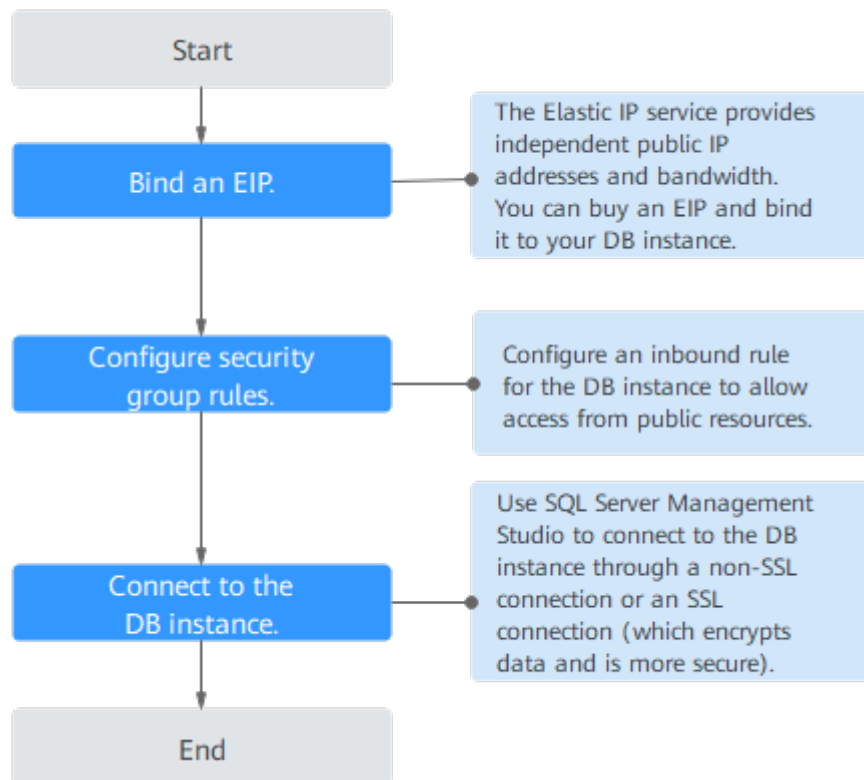 Start
Bind an EIP.
The Elastic IP service provides
independent public IP
addresses and bandwidth.
You can buy an EIP and bind
it to your DB instance.
Configure security
group rules.
Configure an inbound rule
for the DB instance to allow
access from public resources.
Connect to the
DB instance.
Use SQL Server Management
Studio to connect to the DB
instance through a non-SSL
connection or an SSL
connection (which encrypts
data and is more secure).
End